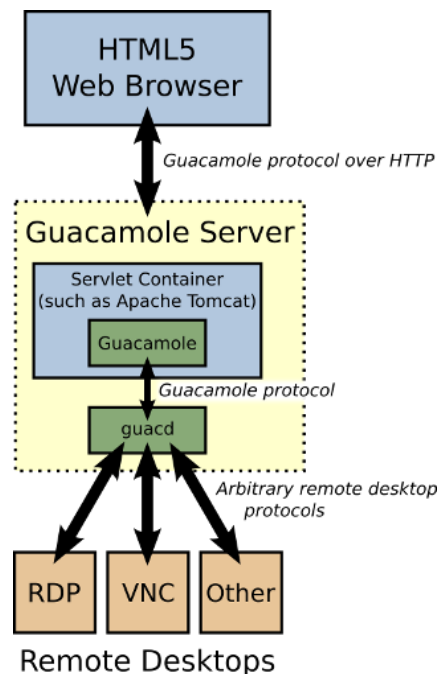 HTML5
Web Browser
Guacamole protocol over HTTP
Guacamole Server
Servlet Container
(such as Apache Tomcat)
Guacamole
Guacamole protocol
guacd
Arbitrary remote desktop
protocols
RDP
VNC
Other
Remote Desktops